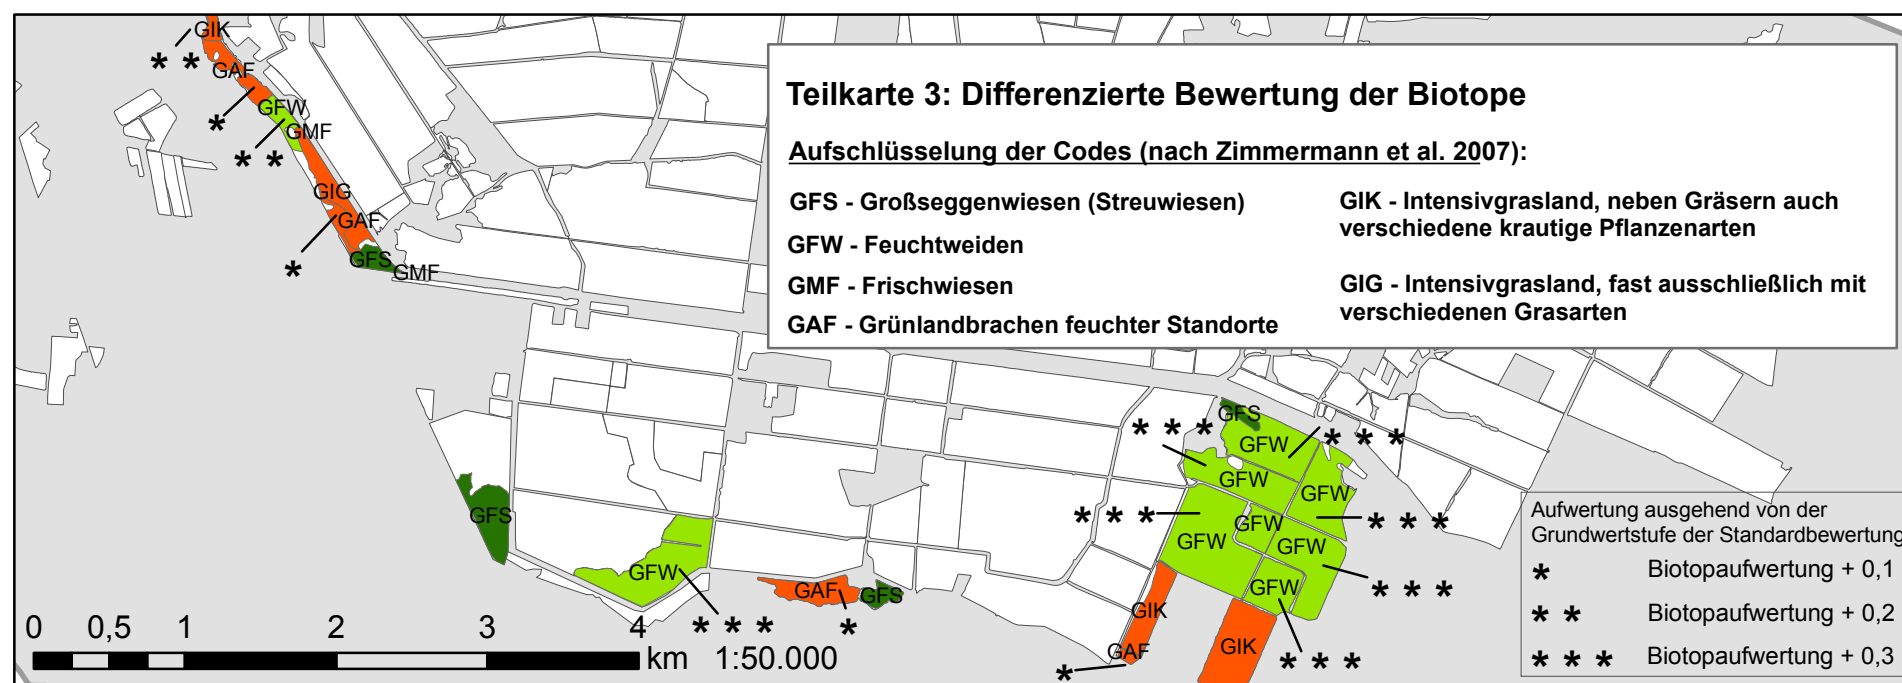 Teilkarte 3: Differenzierte Bewertung der Biotope
Aufschlüsselung der Codes (nach Zimmermann et al. 2007):
GFS - Großseggenwiesen (Streuwiesen)
GFW - Feuchtweiden
GMF - Frischwiesen
GAF - Grünlandbrachen feuchter Standorte
GIK - Intensivgrasland, neben Gräsern auch
verschiedene krautige Pflanzenarten
GIG - Intensivgrasland, fast ausschließlich mit
verschiedenen Grasarten
GIK
* *
GAF
*
GFW
* *
GMF
GIG
GAF
*
GFS
GMF
GFS
GFW
* * *
GAF
*
GFS
GFS
* * *
GFW
* * *
GFW
GFW
* * *
* * *
GFW
GFW
GFW
* * *
GFW
* * *
GIK
GAF
*
GIK
Aufwertung ausgehend von der
Grundwertstufe der Standardbewertung
* Biotopaufwertung + 0,1
* * Biotopaufwertung + 0,2
* * * Biotopaufwertung + 0,3
0 0,5 1 2 3 4
km 1:50.000